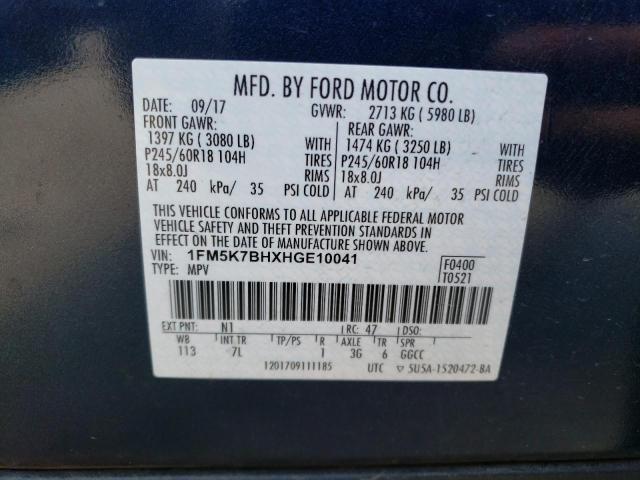 MFD. BY FORD MOTOR CO.
DATE: 09/17 GVWR: 2713 KG ( 5980 LB)
FRONT GAWR: REAR GAWR:
1397 KG ( 3080 LB) WITH 1474 KG ( 3250 LB) WITH
P245/60R18 104H TIRES P245/60R18 104H TIRES
18x8.0J RIMS 18x8.0J RIMS
AT 240 kPa/ 35 PSI COLD AT 240 kPa/ 35 PSI COLD
THIS VEHICLE CONFORMS TO ALL APPLICABLE FEDERAL MOTOR
VEHICLE SAFETY AND THEFT PREVENTION STANDARDS IN
EFFECT ON THE DATE OF MANUFACTURE SHOWN ABOVE.
VIN: 1FM5K7BHXHGE10041 F0400
TYPE: MPV T0521
EXT PNT: N1 RC: 47 DSO:
WB INT TR TP/PS R AXLE TR SPR
113 7L 1 3G 6 GGCC
1201709111185 UTC ▽ 5U5A-1520472-BA